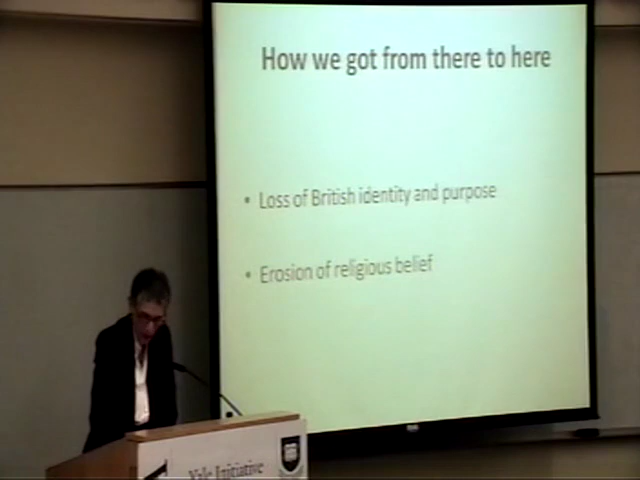 How we got from there to here
• Loss of British identity and purpose
• Erosion of religious belief
Yale Initiative